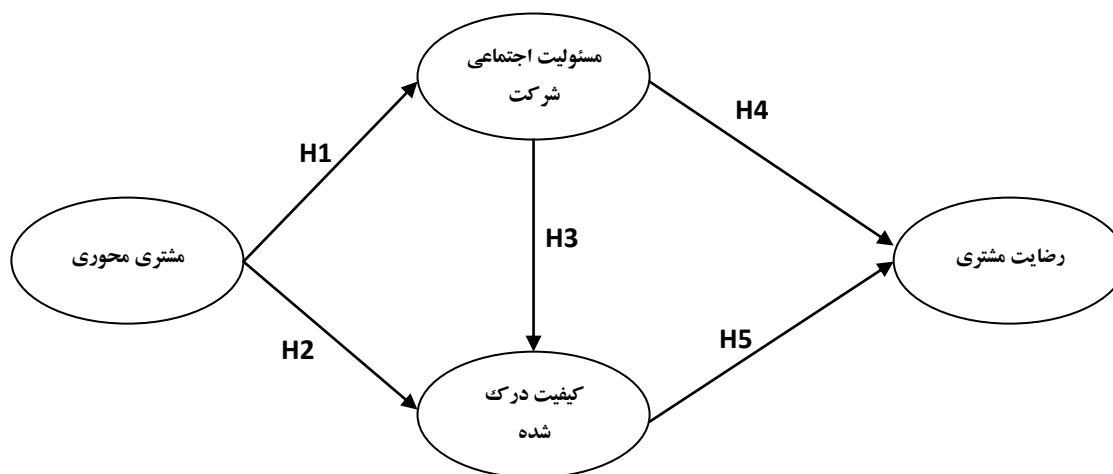 مسئولیت اجتماعی
شرکت
H4
H1
مشتری محوری
H3
رضایت مشتری
H2
H5
کیفیت درک
شده